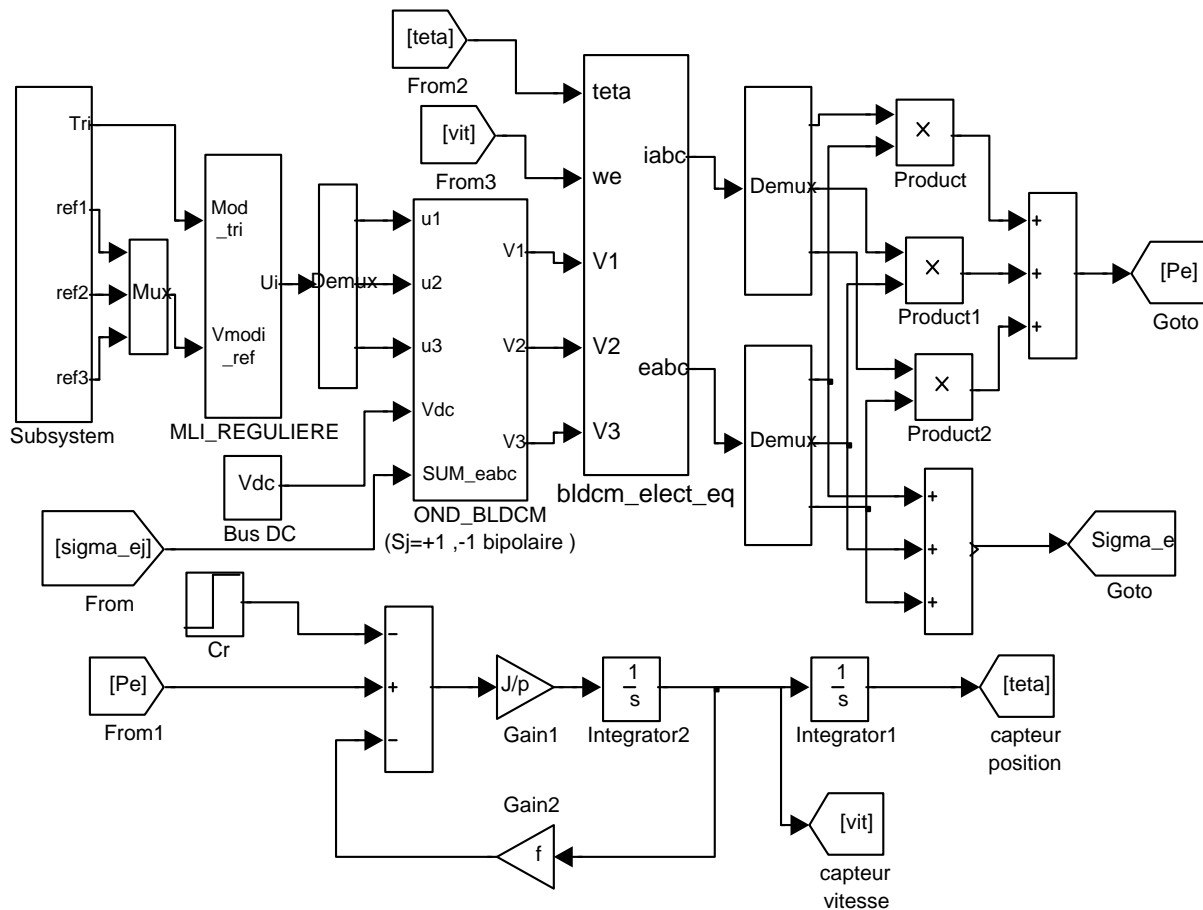 [teta]
From2
[vit]
From3
Tri
ref1
ref2
ref3
Subsystem
Mux
Mod
_tri
Ui
Vmodi
_ref
MLI_REGULIERE
Demux
u1
u2
u3
Vdc
SUM_eabc
V1
V2
V3
OND_BLDCM
(Sj=+1 ,-1 bipolaire )
Vdc
Bus DC
[sigma_ej]
From
teta
we
V1
V2
V3
iabc
eabc
bldcm_elect_eq
Demux
Demux
×
Product
×
Product1
×
Product2
+
+
+
[Pe]
Goto
+
+
+
Sigma_e
Goto
Cr
[Pe]
From1
−
+
−
J/p
Gain1
1
s
Integrator2
1
s
Integrator1
[teta]
capteur
position
Gain2
f
[vit]
capteur
vitesse